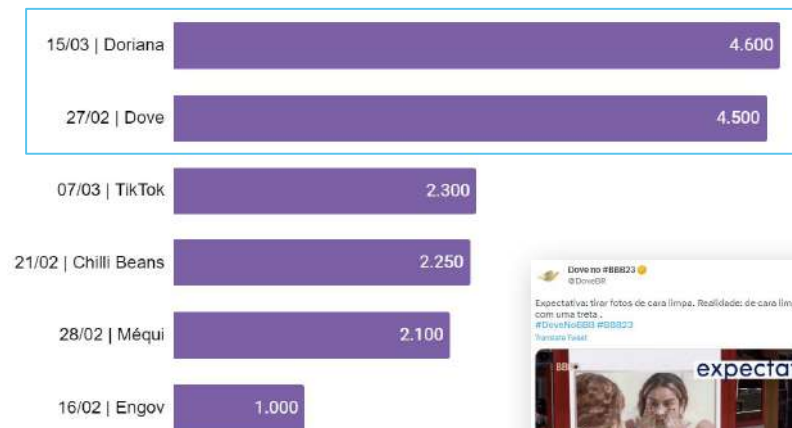 15/03 | Doriana
4.600
27/02 | Dove
4.500
07/03 | TikTok
2.300
21/02 | Chilli Beans
2.250
28/02 | Méqui
2.100
16/02 | Engov
1.000
Dove no #BBB23
@DoveBR
Expectativa: tirar fotos de cara limpa. Realidade: de cara lim
com uma treta .
#DoveNoBBB #BBB23
Translate Tweet
BB
expectat